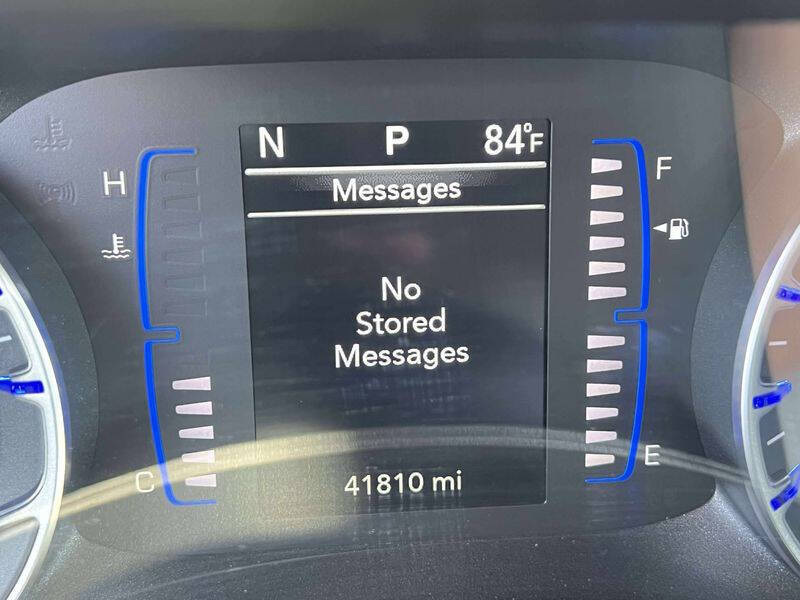 N P 84°F
Messages
H
F
No
Stored
Messages
C
E
41810 mi